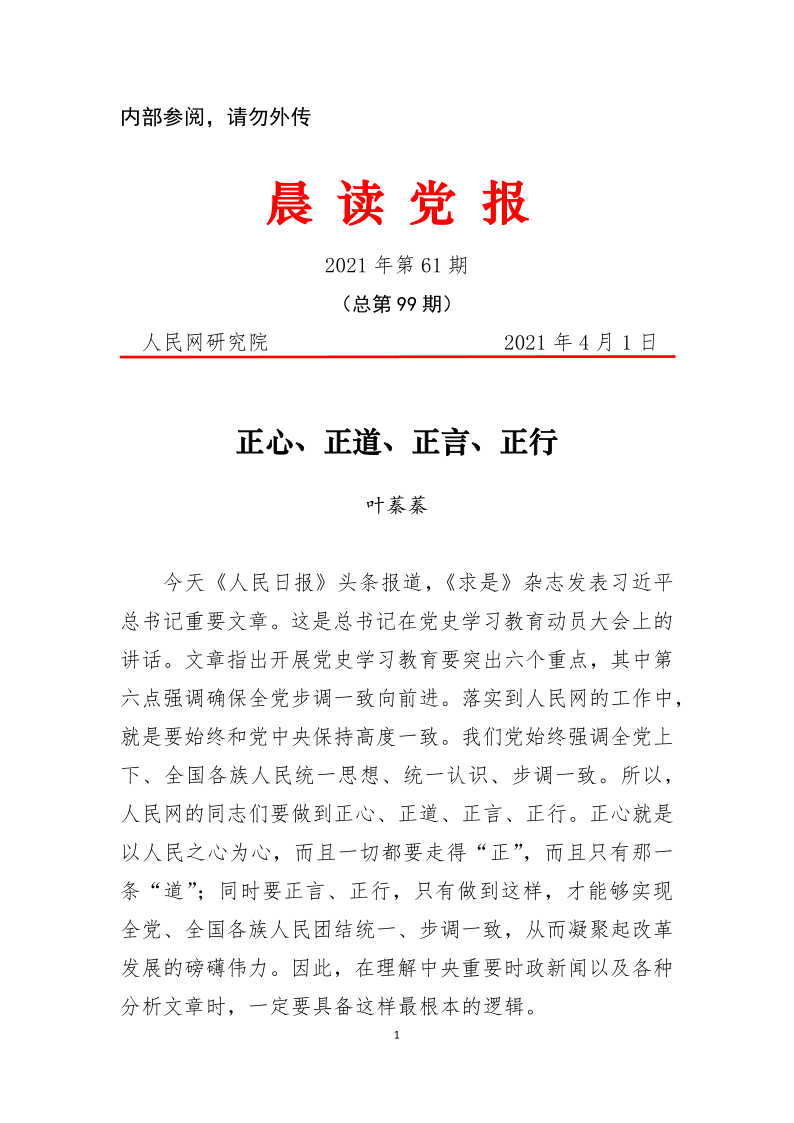 内部参阅，请勿外传
晨读党报
2021 年第 61 期
（总第 99 期）
人民网研究院 2021 年 4 月 1 日
正心、正道、正言、正行
叶蓁蓁
今天《人民日报》头条报道，《求是》杂志发表习近平
总书记重要文章。这是总书记在党史学习教育动员大会上的
讲话。文章指出开展党史学习教育要突出六个重点，其中第
六点强调确保全党步调一致向前进。落实到人民网的工作中，
就是要始终和党中央保持高度一致。我们党始终强调全党上
下、全国各族人民统一思想、统一认识、步调一致。所以，
人民网的同志们要做到正心、正道、正言、正行。正心就是
以人民之心为心，而且一切都要走得“正”，而且只有那一
条“道”；同时要正言、正行，只有做到这样，才能够实现
全党、全国各族人民团结统一、步调一致，从而凝聚起改革
发展的磅礴伟力。因此，在理解中央重要时政新闻以及各种
分析文章时，一定要具备这样最根本的逻辑。
1